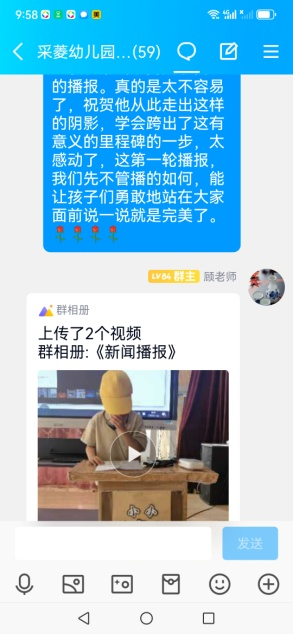 9:58
采菱幼儿园...(59)
的播报。真的是太不容易
了，祝贺他从此走出这样
的阴影，学会跨出了这有
意义的里程碑的一步，太
感动了，这第一轮播报，
我们先不管播的如何，能
让孩子们勇敢地站在大家
面前说一说就是完美了。
🌹🌹🌹🌹
LV84 群主 顾老师
群相册
上传了2个视频
群相册:《新闻播报》
小小
发送